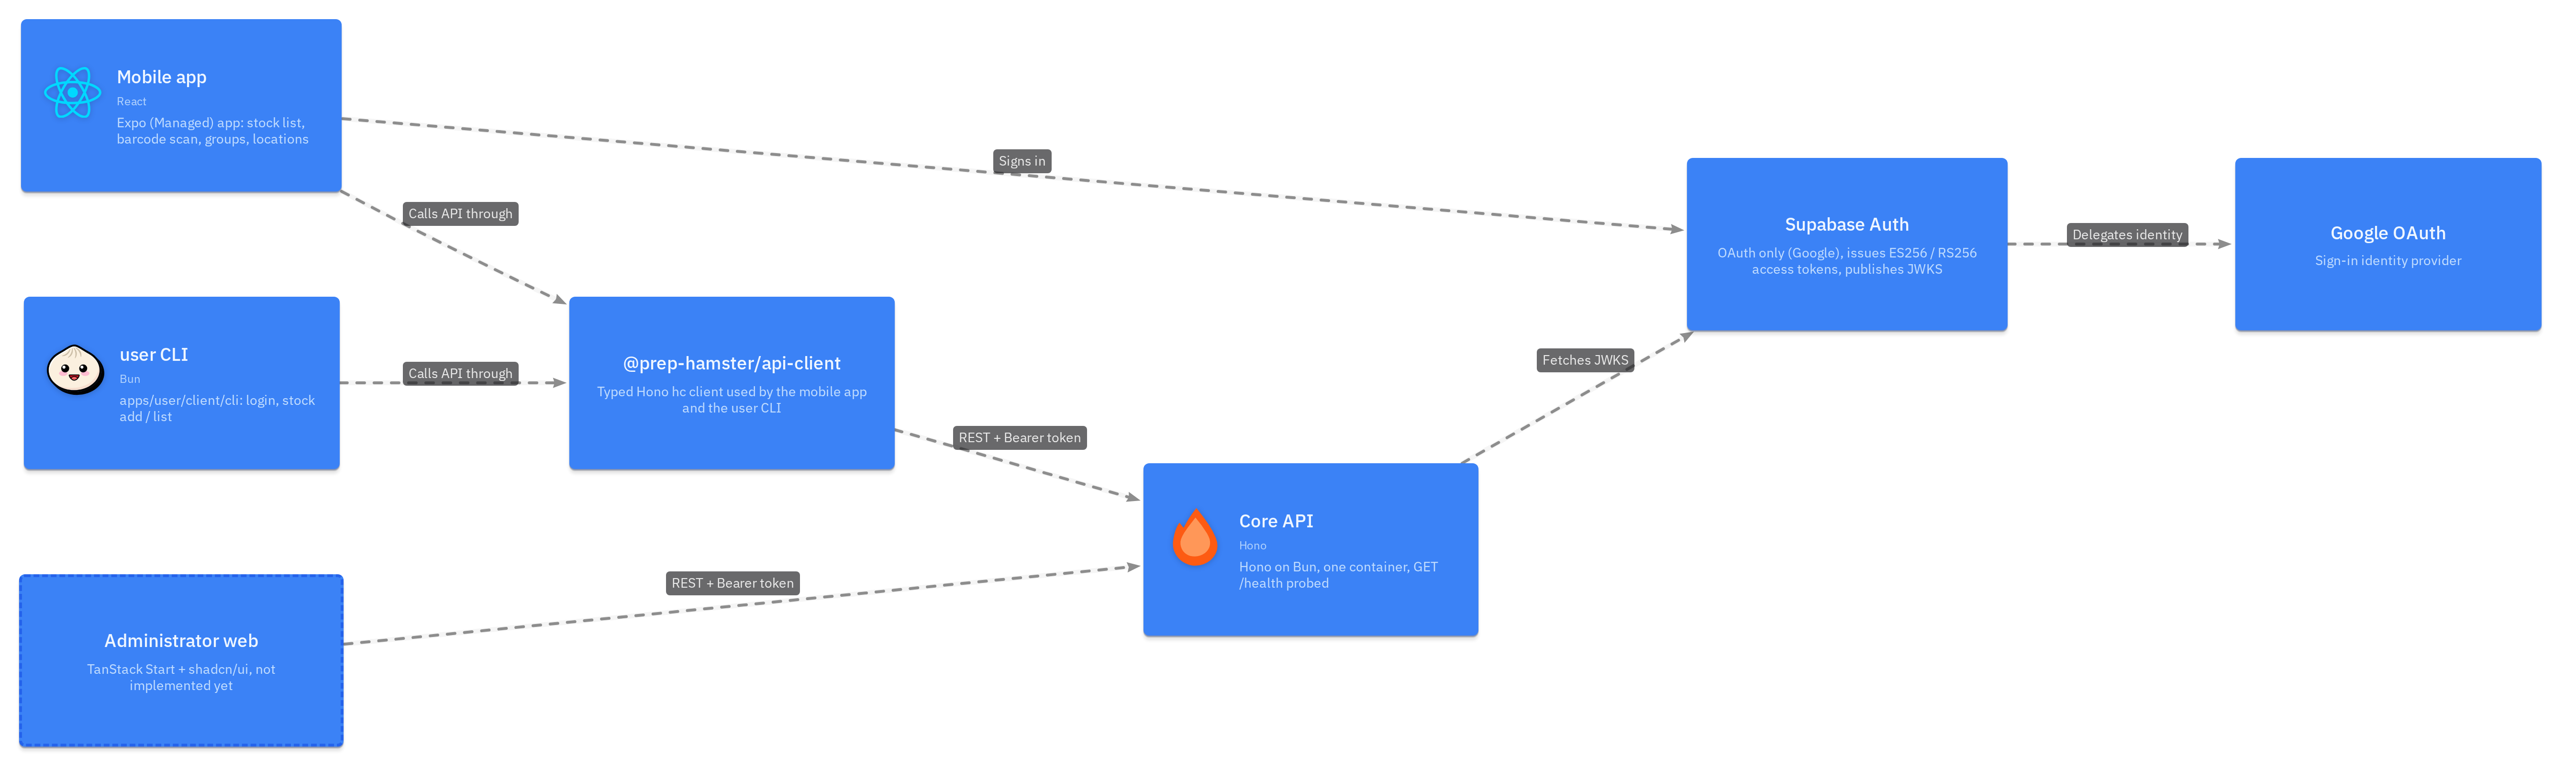 Mobile app
React
Expo (Managed) app: stock list,
barcode scan, groups, locations
Signs in
Calls API through
Supabase Auth
OAuth only (Google), issues ES256 / RS256
access tokens, publishes JWKS
Delegates identity
Google OAuth
Sign-in identity provider
user CLI
Bun
apps/user/client/cli: login, stock
add / list
Calls API through
@prep-hamster/api-client
Typed Hono hc client used by the mobile app
and the user CLI
Fetches JWKS
REST + Bearer token
Core API
Hono
Hono on Bun, one container, GET
/health probed
REST + Bearer token
Administrator web
TanStack Start + shadcn/ui, not
implemented yet